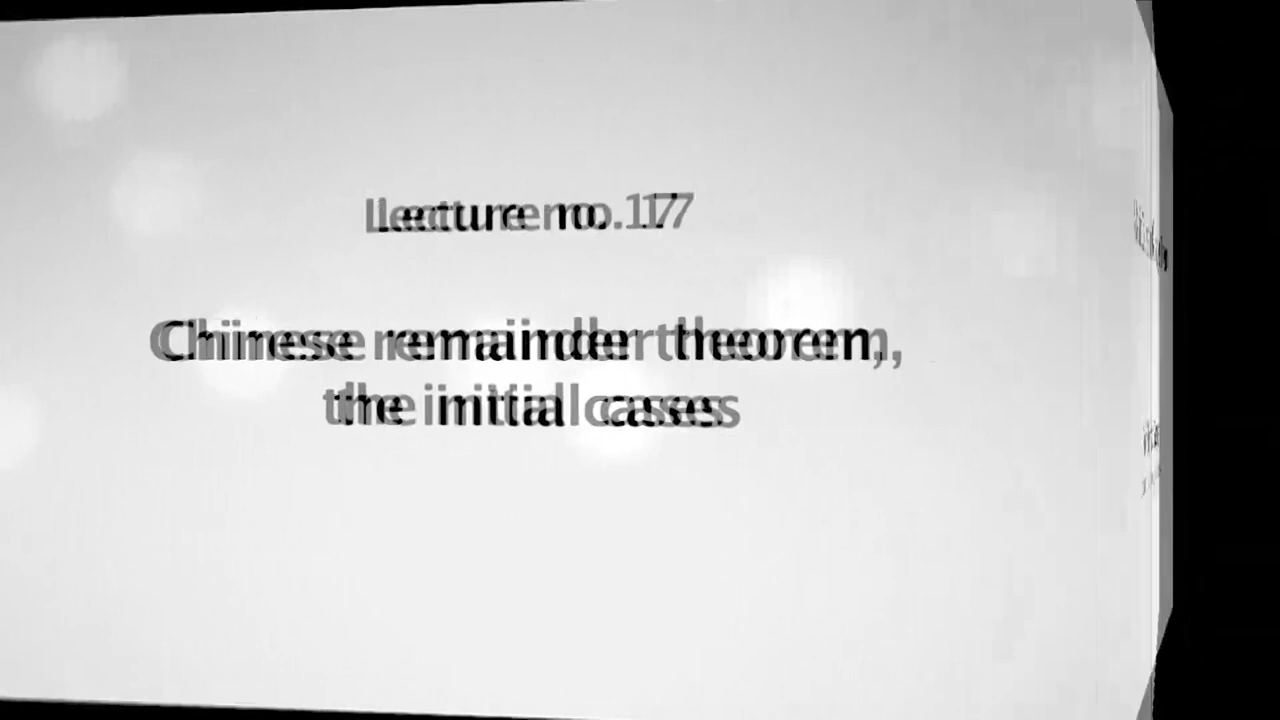 Lecture no. 17
Chinese remainder theorem,
the initial cases